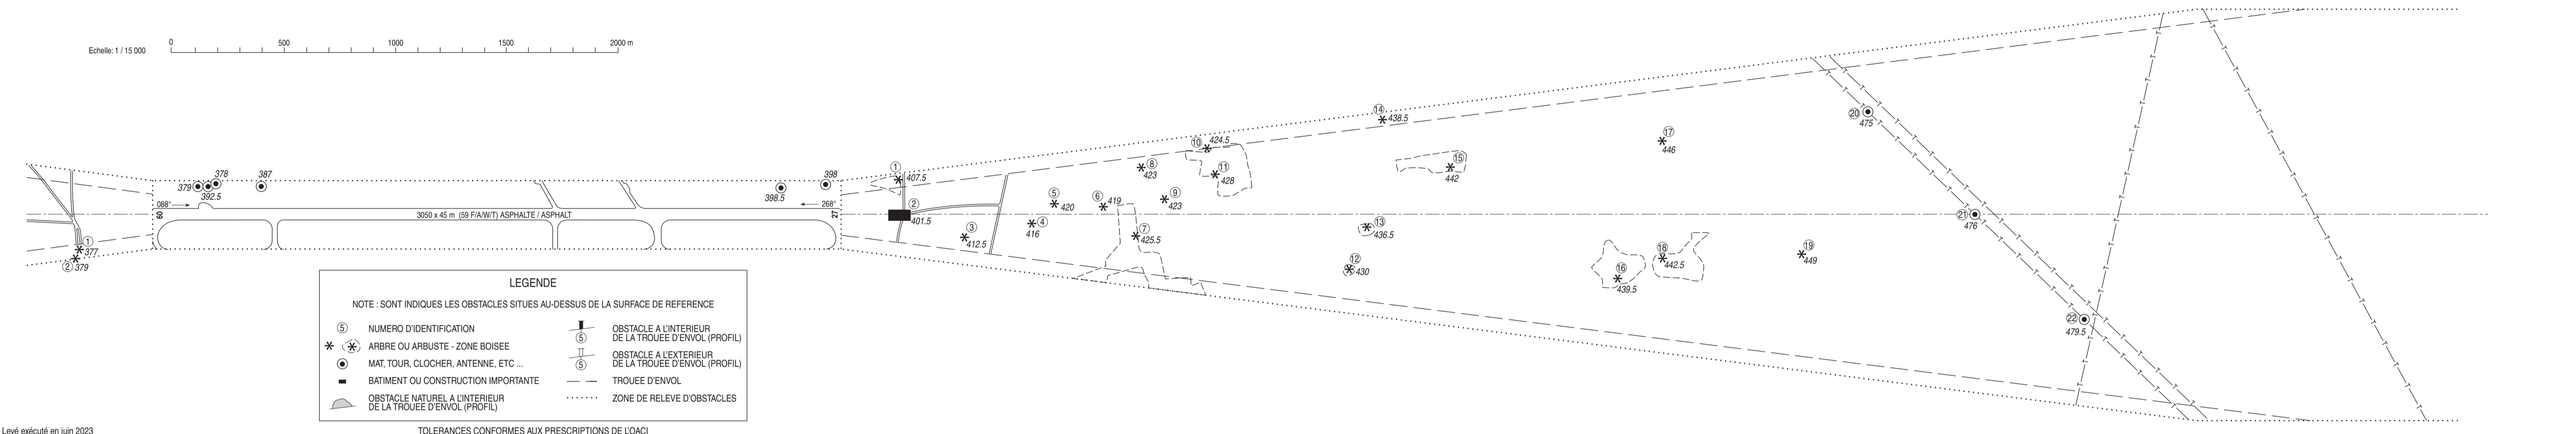 Echelle: 1 / 15 000
0 500 1000 1500 2000 m
379 392.5 378 387
398.5 398
088°
268°
09
27
3050 x 45 m (59 F/A/W/T) ASPHALTE / ASPHALT
1 377
2 379
1 407.5
2 401.5
3 412.5
4 416
5 420
6 419
7 425.5
8 423
9 423
10 424.5
11 428
12 430
13 436.5
14 438.5
15 442
16 439.5
17 446
18 442.5
19 449
20 475
21 476
22 479.5
LEGENDE
NOTE : SONT INDIQUES LES OBSTACLES SITUES AU-DESSUS DE LA SURFACE DE REFERENCE
5 NUMERO D'IDENTIFICATION
ARBRE OU ARBUSTE - ZONE BOISEE
MAT, TOUR, CLOCHER, ANTENNE, ETC ...
BATIMENT OU CONSTRUCTION IMPORTANTE
OBSTACLE NATUREL A L'INTERIEUR
DE LA TROUEE D'ENVOL (PROFIL)
OBSTACLE A L'INTERIEUR
5 DE LA TROUEE D'ENVOL (PROFIL)
OBSTACLE A L'EXTERIEUR
5 DE LA TROUEE D'ENVOL (PROFIL)
TROUEE D'ENVOL
ZONE DE RELEVE D'OBSTACLES
Levé exécuté en juin 2023
TOLERANCES CONFORMES AUX PRESCRIPTIONS DE L'OACI